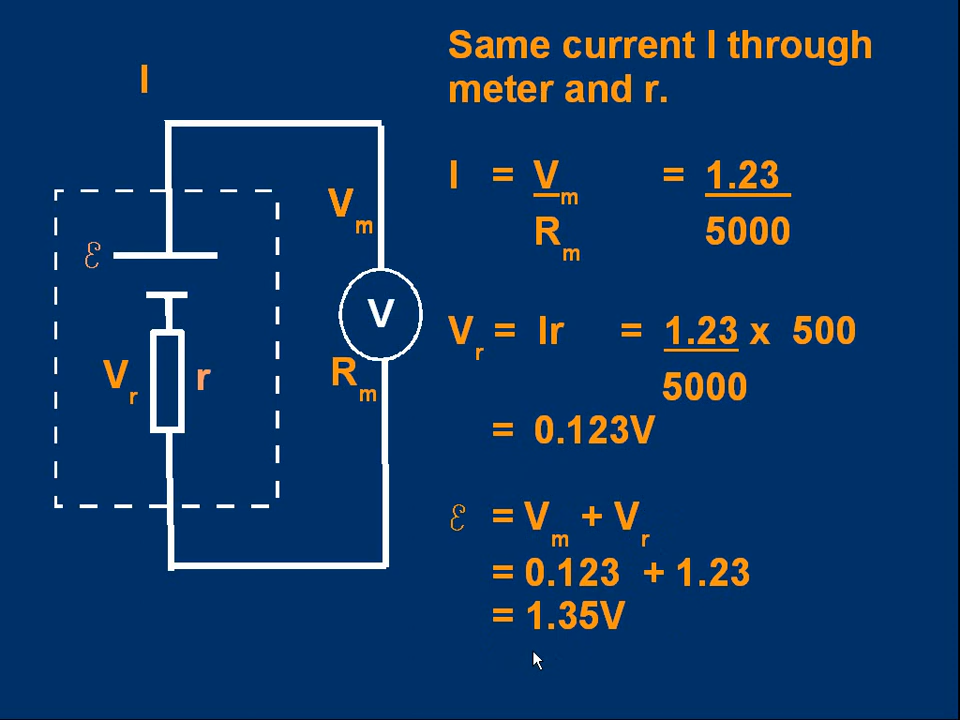 Same current I through
meter and r.
I
I = Vm = 1.23
Rm 5000
Vr = Ir = 1.23 x 500
5000
= 0.123V
ℰ = Vm + Vr
= 0.123 + 1.23
= 1.35V
Vm
ℰ
V
Vr r
Rm